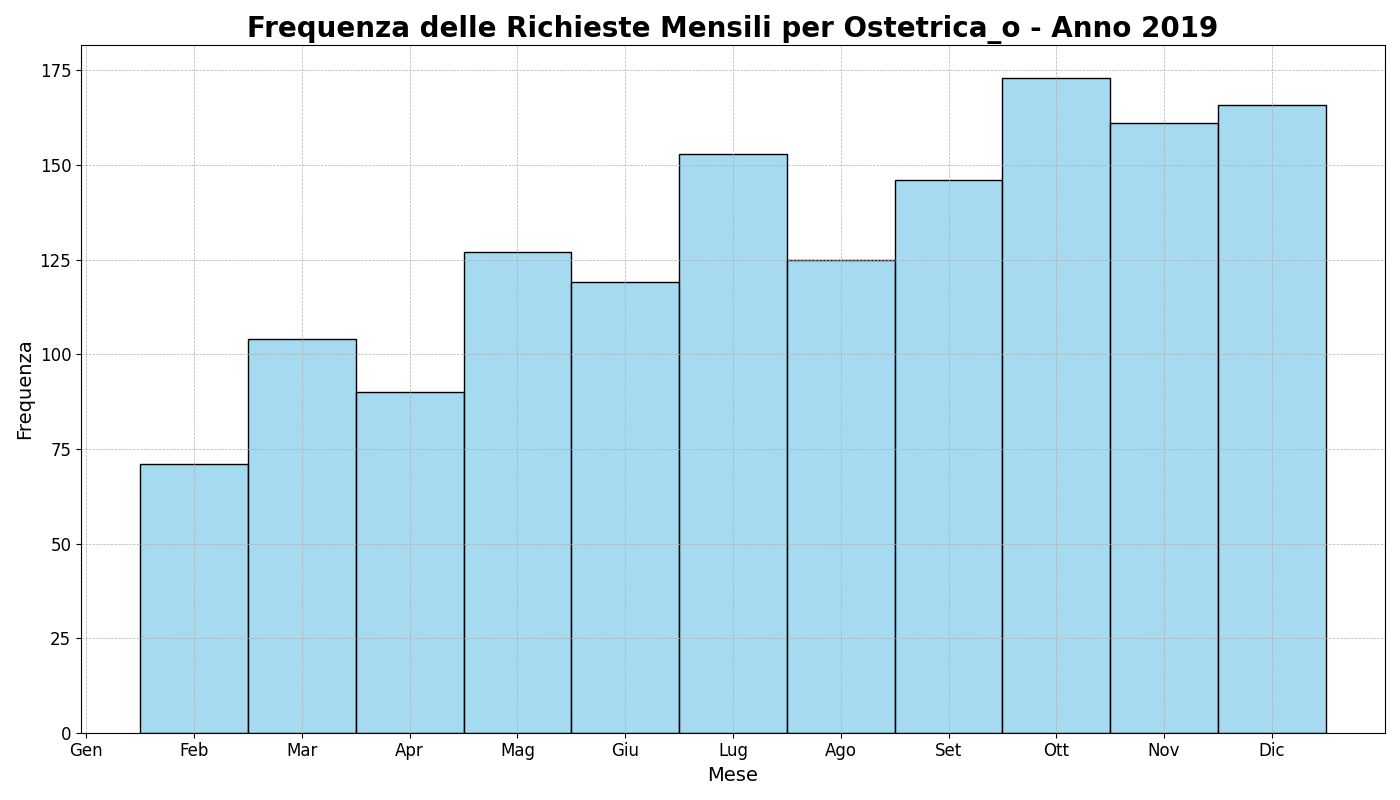 Frequenza delle Richieste Mensili per Ostetrica_o - Anno 2019
Frequenza
175
150
125
100
75
50
25
0
Gen Feb Mar Apr Mag Giu Lug Ago Set Ott Nov Dic
Mese